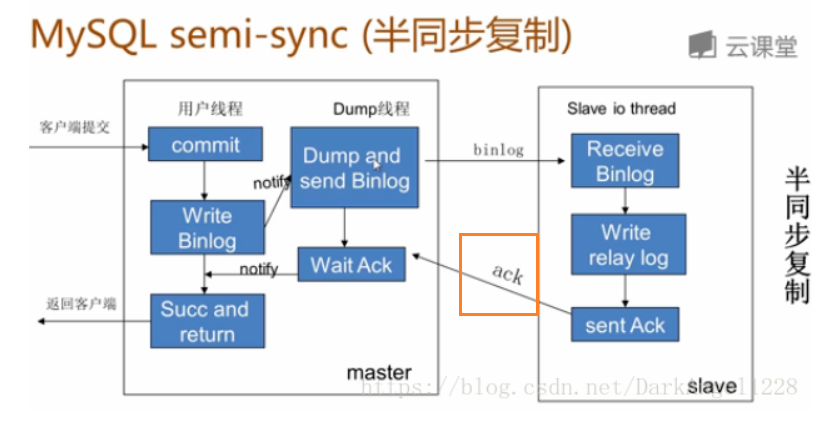 MySQL semi-sync (半同步复制)
云课堂
用户线程
Dump线程
Slave io thread
客户端提交
commit
Dump and
send Binlog
binlog
Receive
Binlog
notify
Write
Binlog
Write
relay log
ack
notify
Wait Ack
返回客户端
Succ and
return
sent Ack
master
slave
半同步复制
https://blog.csdn.net/DarkAngel1228